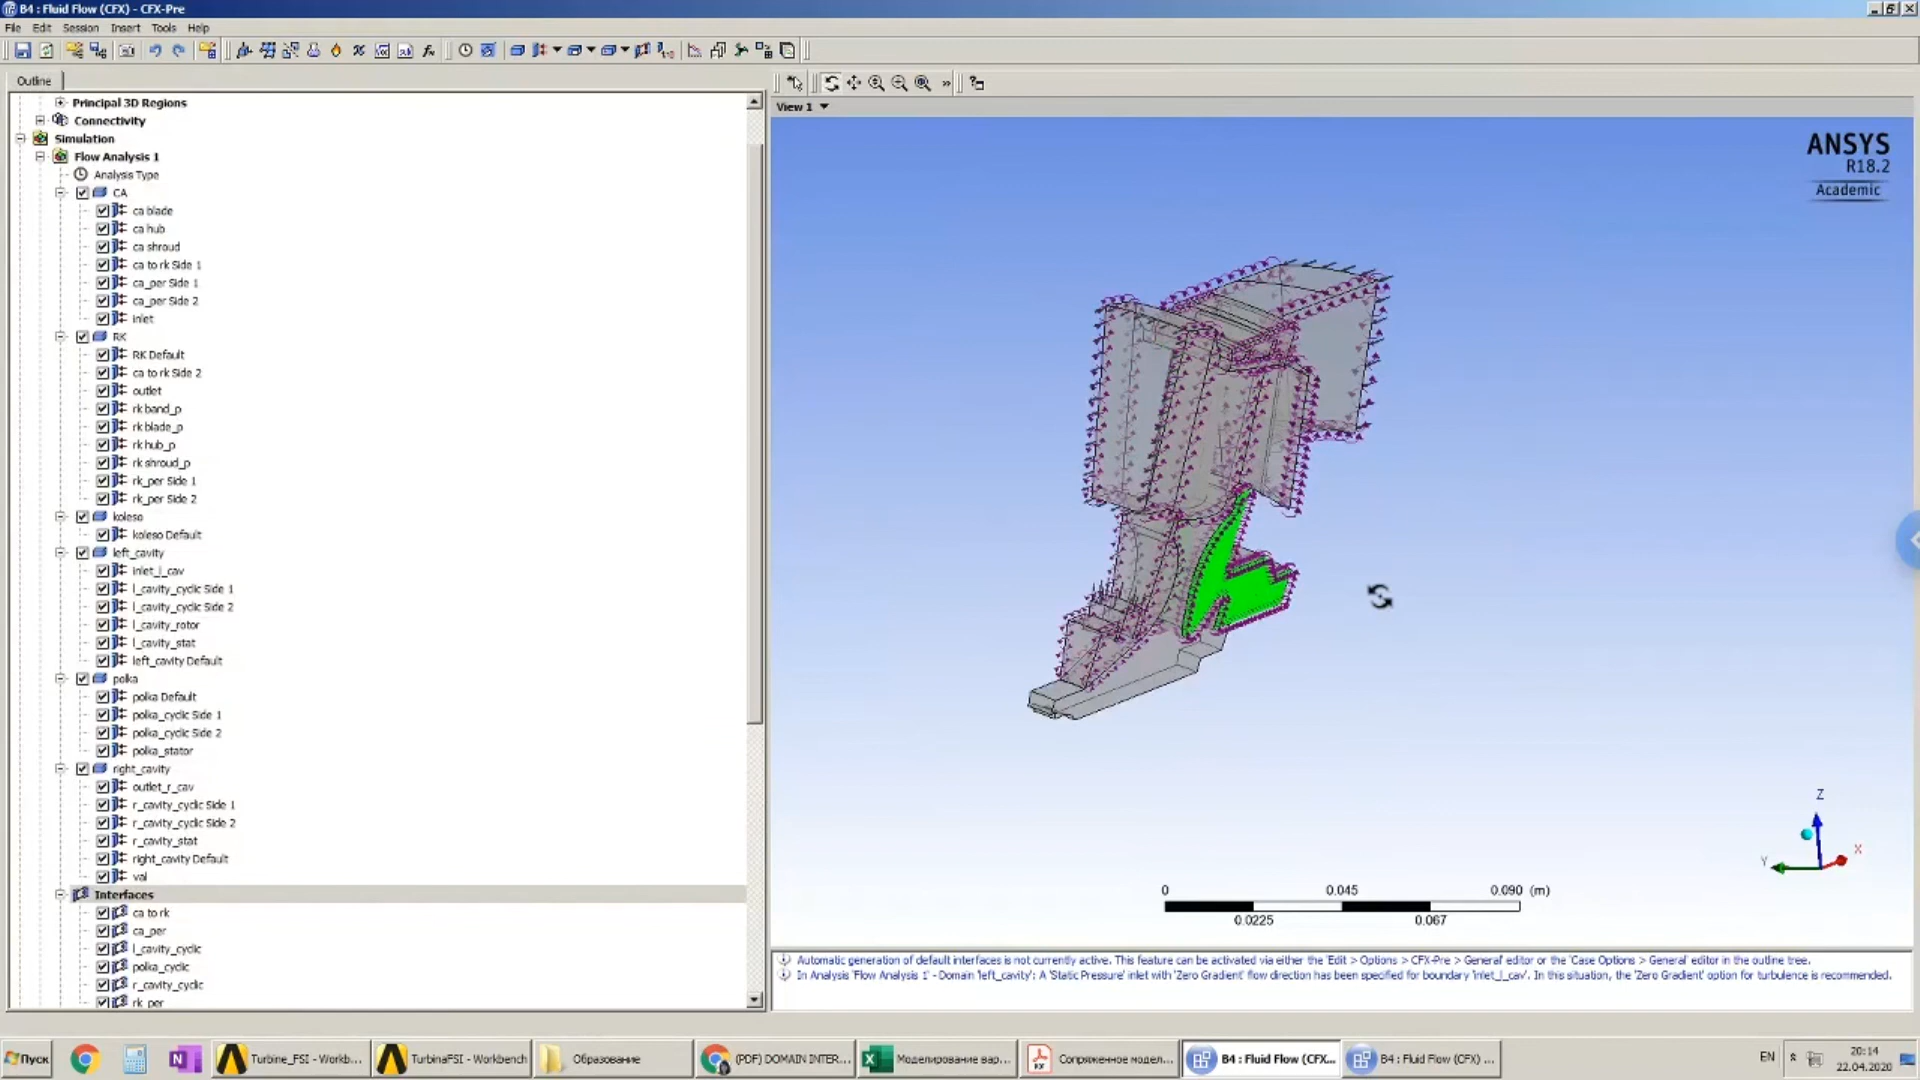 B4 : Fluid Flow (CFX) - CFX-Pre
File Edit Session Insert Tools Help
Outline
Principal 3D Regions
Connectivity
Simulation
Flow Analysis 1
Analysis Type
CA
ca blade
ca hub
ca shroud
ca to rk Side 1
ca_per Side 1
ca_per Side 2
inlet
RK
RK Default
ca to rk Side 2
outlet
rk band_p
rk blade_p
rk hub_p
rk shroud_p
rk_per Side 1
rk_per Side 2
koleso
koleso Default
left_cavity
inlet_l_cav
l_cavity_cyclic Side 1
l_cavity_cyclic Side 2
l_cavity_rotor
l_cavity_stat
left_cavity Default
polka
polka Default
polka_cyclic Side 1
polka_cyclic Side 2
polka_stator
right_cavity
outlet_r_cav
r_cavity_cyclic Side 1
r_cavity_cyclic Side 2
r_cavity_stat
right_cavity Default
val
Interfaces
ca to rk
ca_per
l_cavity_cyclic
polka_cyclic
r_cavity_cyclic
rk_per
View 1
ANSYS
R18.2
Academic
Z
Y
X
0 0.045 0.090 (m)
0.0225 0.067
Automatic generation of default interfaces is not currently active. This feature can be activated via either the 'Edit > Options > CFX-Pre > General' editor or the 'Case Options > General' editor in the outline tree.
In Analysis 'Flow Analysis 1' - Domain 'left_cavity': A 'Static Pressure' inlet with 'Zero Gradient' flow direction has been specified for boundary 'inlet_l_cav'. In this situation, the 'Zero Gradient' option for turbulence is recommended.
Пуск
Turbine_FSI - Workb...
TurbinaFSI - Workbench
Образование
(PDF) DOMAIN INTER...
Моделирование вар...
Сопряженное модел...
B4 : Fluid Flow (CFX...
B4 : Fluid Flow (CFX) ...
EN
20:14
22.04.2020